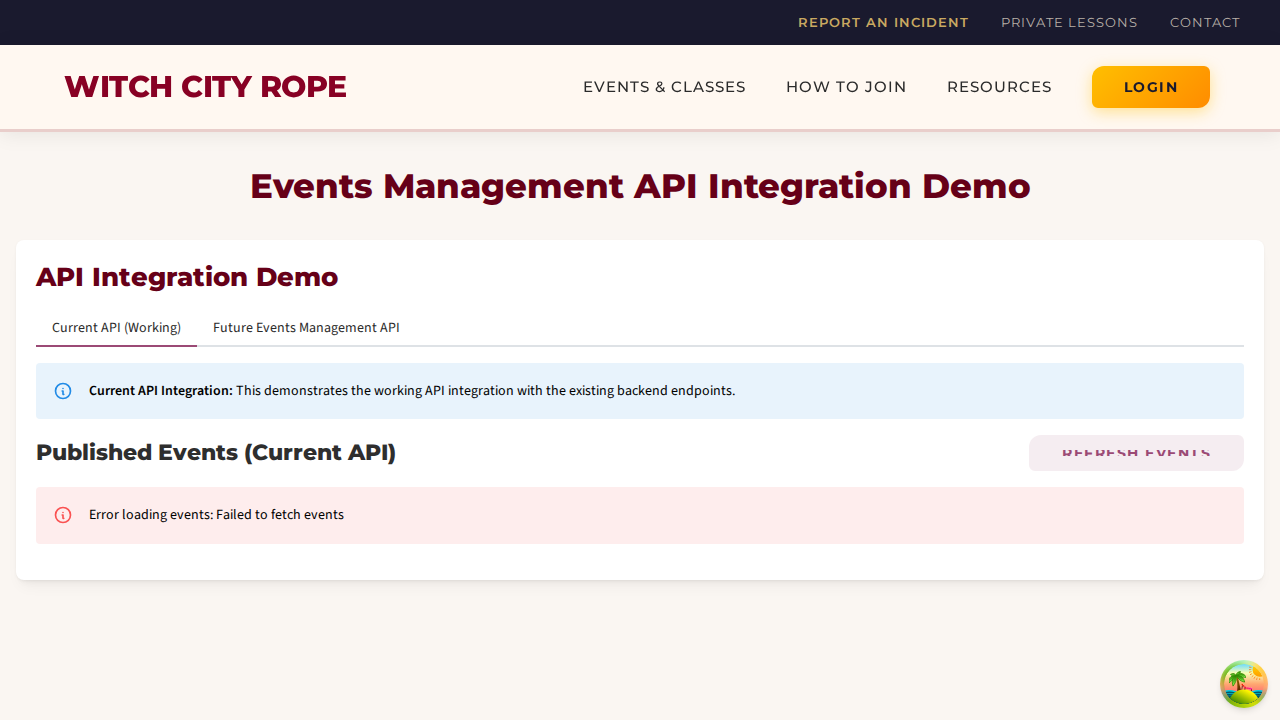 REPORT AN INCIDENT PRIVATE LESSONS CONTACT
WITCH CITY ROPE
EVENTS & CLASSES HOW TO JOIN RESOURCES LOGIN
Events Management API Integration Demo
API Integration Demo
Current API (Working) Future Events Management API
Current API Integration: This demonstrates the working API integration with the existing backend endpoints.
Published Events (Current API)
REFRESH EVENTS
Error loading events: Failed to fetch events